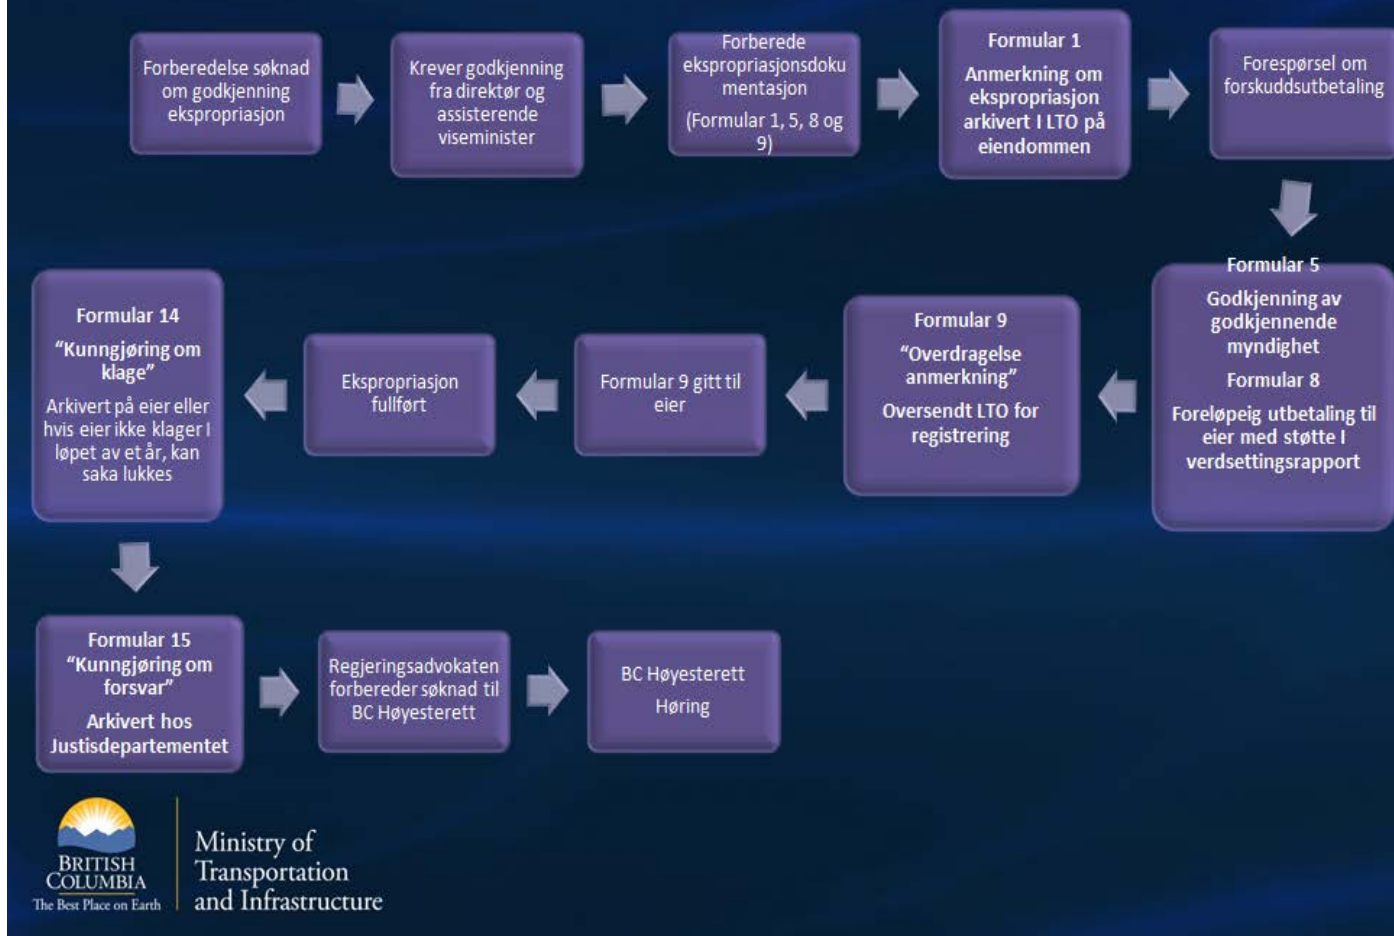 Forberedelse søknad
om godkjenning
ekspropriasjon
Krever godkjenning
fra direktør og
assisterende
viseminister
Forberede
ekspropriasjonsdoku
mentasjon
(Formular 1, 5, 8 og
9)
Formular 1
Anmerkning om
ekspropriasjon
arkivert I LTO på
eiendommen
Forespørsel om
forskuddsutbetaling
Formular 5
Godkjenning av
godkjennende
myndighet
Formular 8
Foreløpeig utbetaling til
eier med støtte I
verdsettingsrapport
Formular 9
“Overdragelse
anmerkning”
Oversendt LTO for
registrering
Formular 9 gitt til
eier
Ekspropriasjon
fullført
Formular 14
“Kunngjøring om
klage”
Arkivert på eier eller
hvis eier ikke klager I
løpet av et år, kan
saka lukkes
Formular 15
“Kunngjøring om
forsvar”
Arkivert hos
Justisdepartementet
Regjeringsadvokaten
forbereder søknad til
BC Høyesterett
BC Høyesterett
Høring
BRITISH
COLUMBIA
The Best Place on Earth
Ministry of
Transportation
and Infrastructure